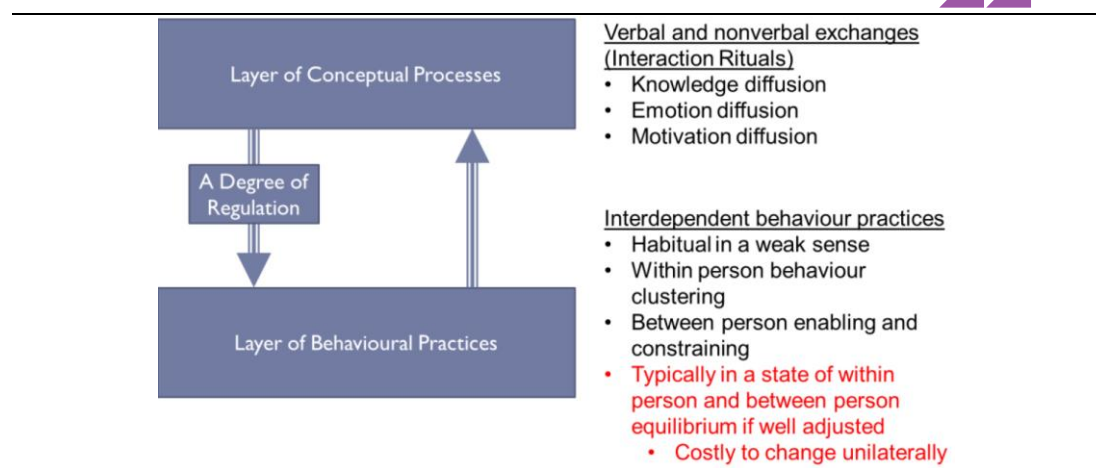 Layer of Conceptual Processes
A Degree of
Regulation
Layer of Behavioural Practices
Verbal and nonverbal exchanges
(Interaction Rituals)
• Knowledge diffusion
• Emotion diffusion
• Motivation diffusion
Interdependent behaviour practices
• Habitual in a weak sense
• Within person behaviour
clustering
• Between person enabling and
constraining
• Typically in a state of within
person and between person
equilibrium if well adjusted
• Costly to change unilaterally